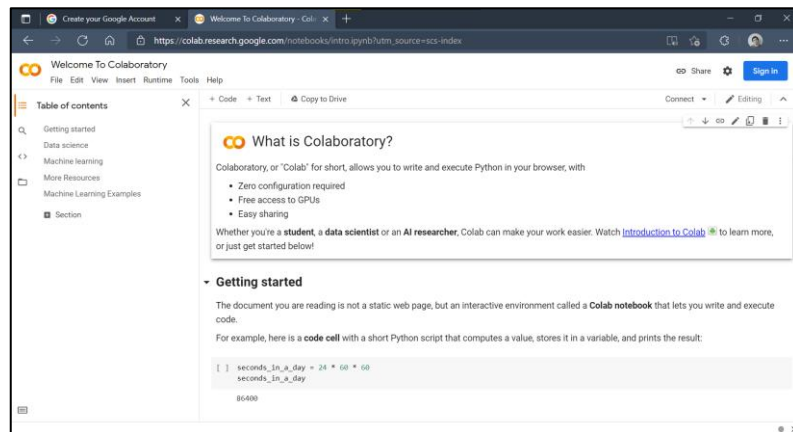 Create your Google Account
Welcome To Colaboratory - Cola
https://colab.research.google.com/notebooks/intro.ipynb?utm_source=scs-index
Welcome To Colaboratory
File Edit View Insert Runtime Tools Help
Share
Sign in
Table of contents
Getting started
Data science
Machine learning
More Resources
Machine Learning Examples
Section
+ Code + Text Copy to Drive
Connect
Editing
What is Colaboratory?
Colaboratory, or "Colab" for short, allows you to write and execute Python in your browser, with
• Zero configuration required
• Free access to GPUs
• Easy sharing
Whether you're a student, a data scientist or an AI researcher, Colab can make your work easier. Watch Introduction to Colab to learn more,
or just get started below!
Getting started
The document you are reading is not a static web page, but an interactive environment called a Colab notebook that lets you write and execute
code.
For example, here is a code cell with a short Python script that computes a value, stores it in a variable, and prints the result:
[ ] seconds_in_a_day = 24 * 60 * 60
seconds_in_a_day
86400